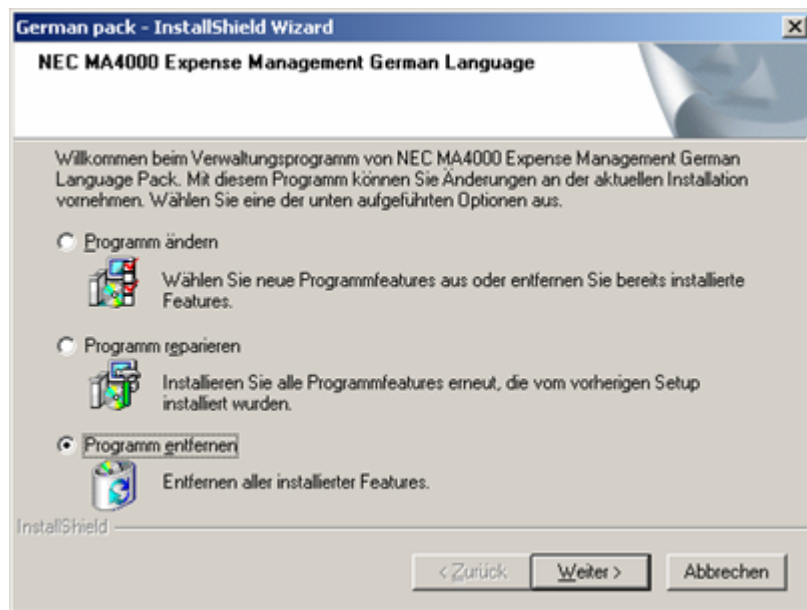 German pack - InstallShield Wizard
NEC MA4000 Expense Management German Language
Willkommen beim Verwaltungsprogramm von NEC MA4000 Expense Management German
Language Pack. Mit diesem Programm können Sie Änderungen an der aktuellen Installation
vornehmen. Wählen Sie eine der unten aufgeführten Optionen aus.
Programm ändern
Wählen Sie neue Programmfeatures aus oder entfernen Sie bereits installierte
Features.
Programm reparieren
Installieren Sie alle Programmfeatures erneut, die vom vorherigen Setup
installiert wurden.
Programm entfernen
Entfernen aller installierter Features.
InstallShield
< Zurück Weiter > Abbrechen